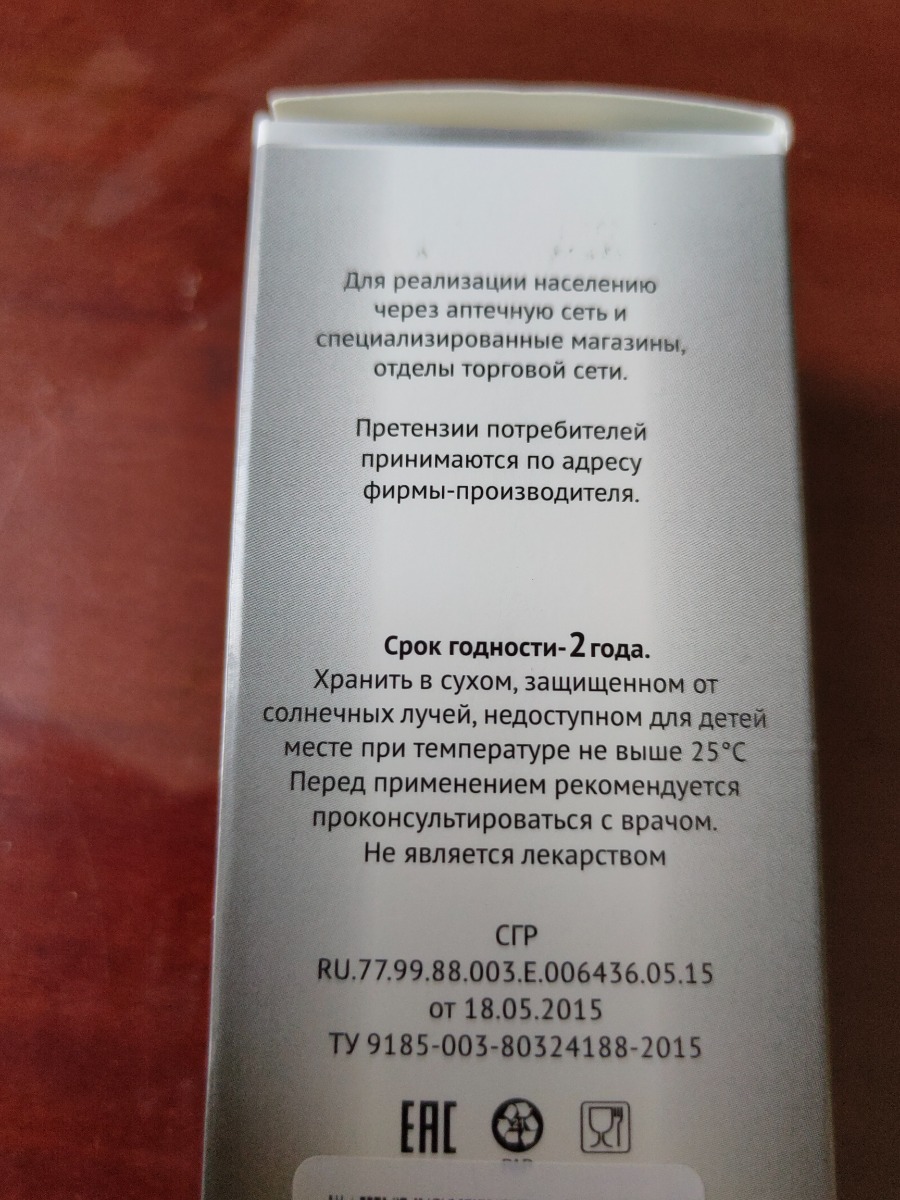 Для реализации населению
через аптечную сеть и
специализированные магазины,
отделы торговой сети.
Претензии потребителей
принимаются по адресу
фирмы-производителя.
Срок годности-2 года.
Хранить в сухом, защищенном от
солнечных лучей, недоступном для детей
месте при температуре не выше 25°С
Перед применением рекомендуется
проконсультироваться с врачом.
Не является лекарством
СГР
RU.77.99.88.003.Е.006436.05.15
от 18.05.2015
ТУ 9185-003-80324188-2015
EAC